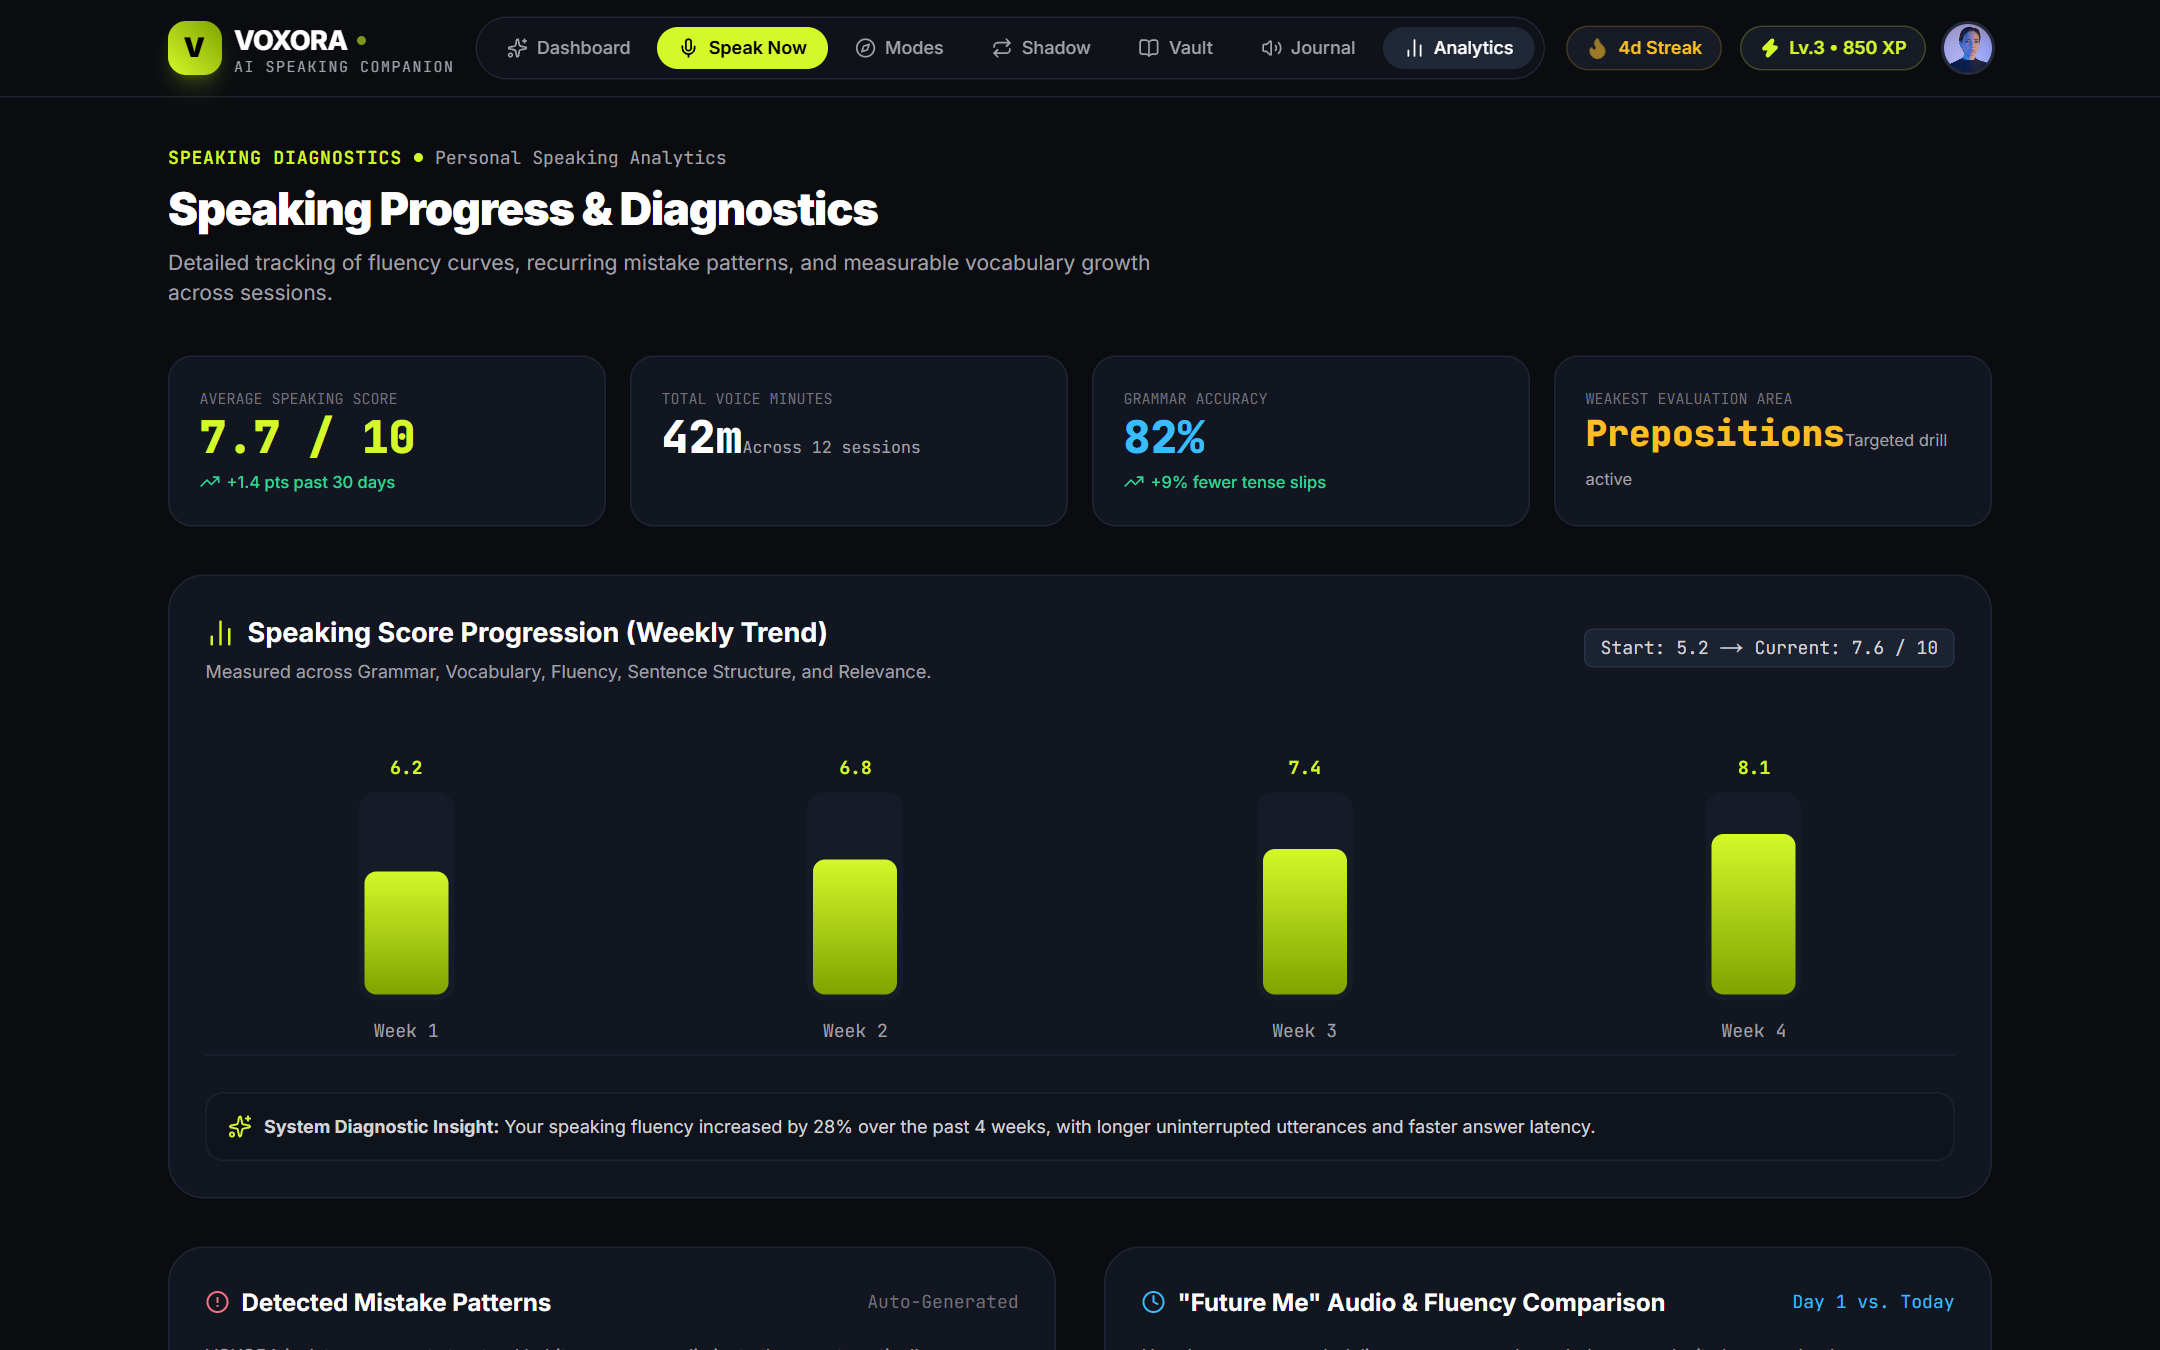 V
VOXORA
AI SPEAKING COMPANION
Dashboard
Speak Now
Modes
Shadow
Vault
Journal
Analytics
4d Streak
Lv.3 • 850 XP
SPEAKING DIAGNOSTICS • Personal Speaking Analytics
Speaking Progress & Diagnostics
Detailed tracking of fluency curves, recurring mistake patterns, and measurable vocabulary growth
across sessions.
AVERAGE SPEAKING SCORE
7.7 / 10
+1.4 pts past 30 days
TOTAL VOICE MINUTES
42m Across 12 sessions
GRAMMAR ACCURACY
82%
+9% fewer tense slips
WEAKEST EVALUATION AREA
Prepositions Targeted drill
active
Speaking Score Progression (Weekly Trend)
Measured across Grammar, Vocabulary, Fluency, Sentence Structure, and Relevance.
Start: 5.2 ⟶ Current: 7.6 / 10
6.2
6.8
7.4
8.1
Week 1
Week 2
Week 3
Week 4
System Diagnostic Insight: Your speaking fluency increased by 28% over the past 4 weeks, with longer uninterrupted utterances and faster answer latency.
Detected Mistake Patterns
Auto-Generated
"Future Me" Audio & Fluency Comparison
Day 1 vs. Today